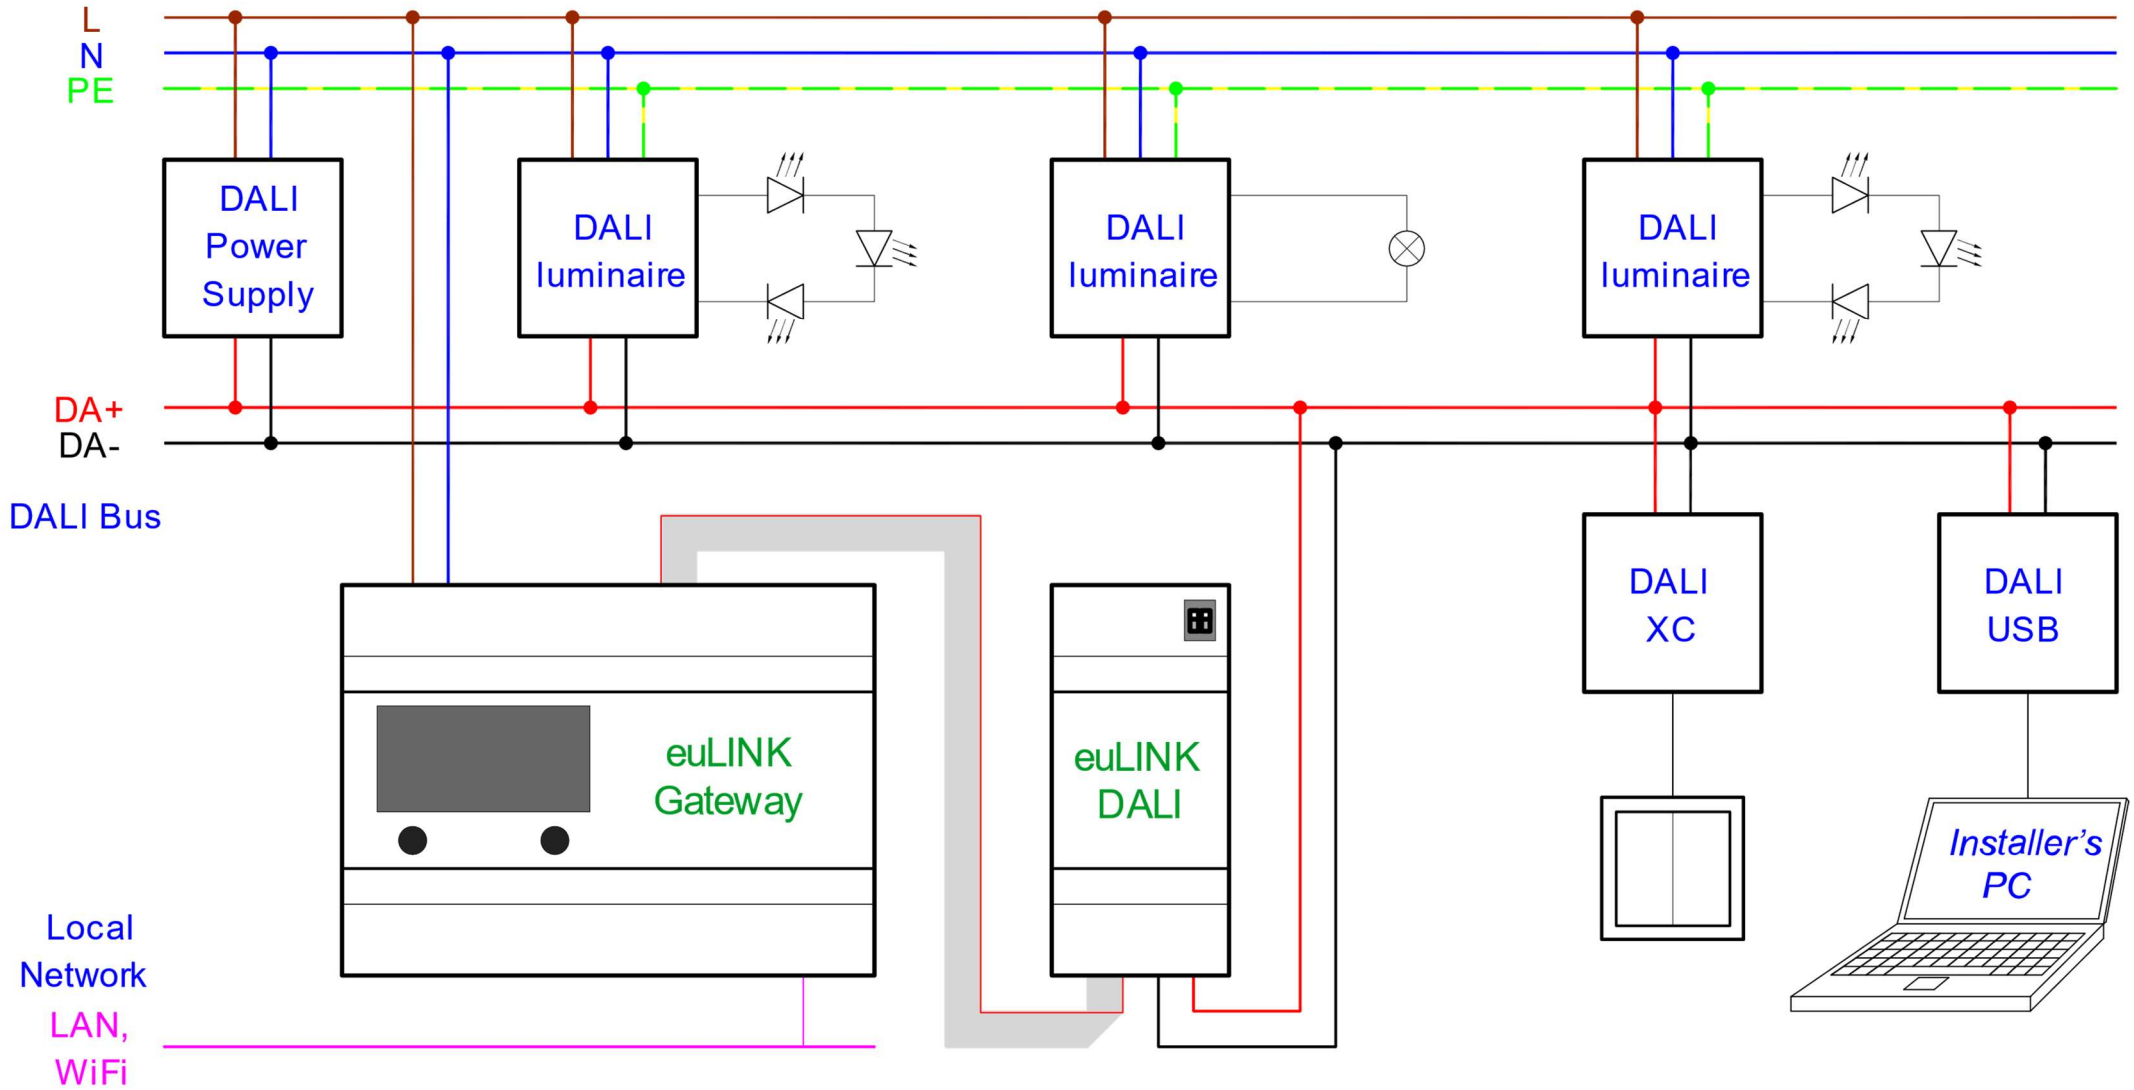 L
N
PE
DALI
Power
Supply
DALI
luminaire
DALI
luminaire
DALI
luminaire
DA+
DA-
DALI Bus
DALI
XC
DALI
USB
euLINK
Gateway
euLINK
DALI
Installer's
PC
Local
Network
LAN,
WiFi